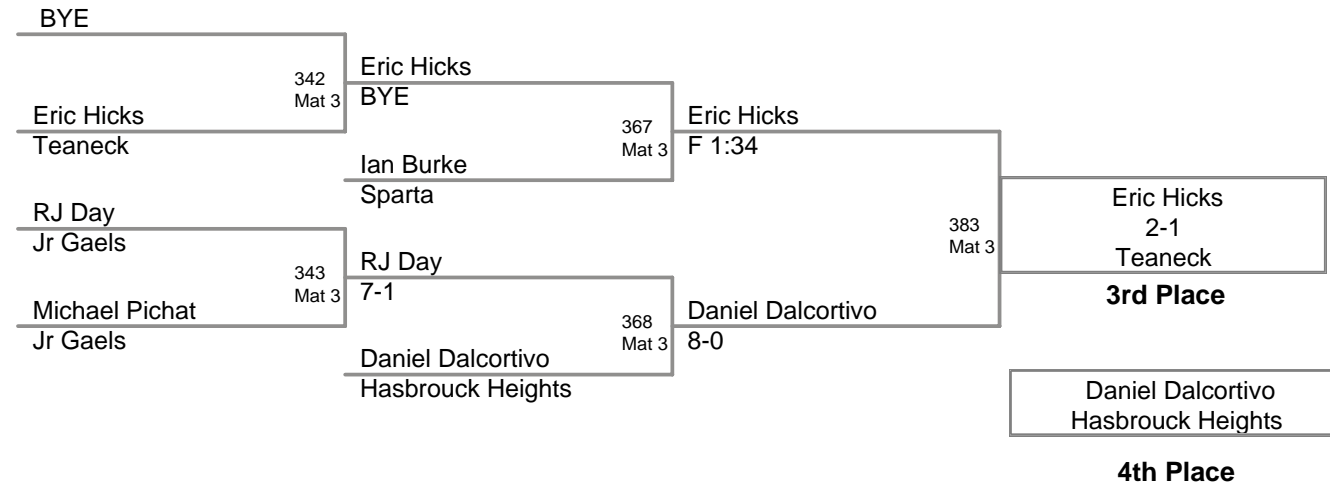 BYE
342
Mat 3
Eric Hicks
Teaneck
Eric Hicks
BYE
367
Mat 3
Ian Burke
Sparta
Eric Hicks
F 1:34
RJ Day
Jr Gaels
343
Mat 3
Michael Pichat
Jr Gaels
RJ Day
7-1
368
Mat 3
Daniel Dalcortivo
Hasbrouck Heights
Daniel Dalcortivo
8-0
383
Mat 3
Eric Hicks
2-1
Teaneck
3rd Place
Daniel Dalcortivo
Hasbrouck Heights
4th Place